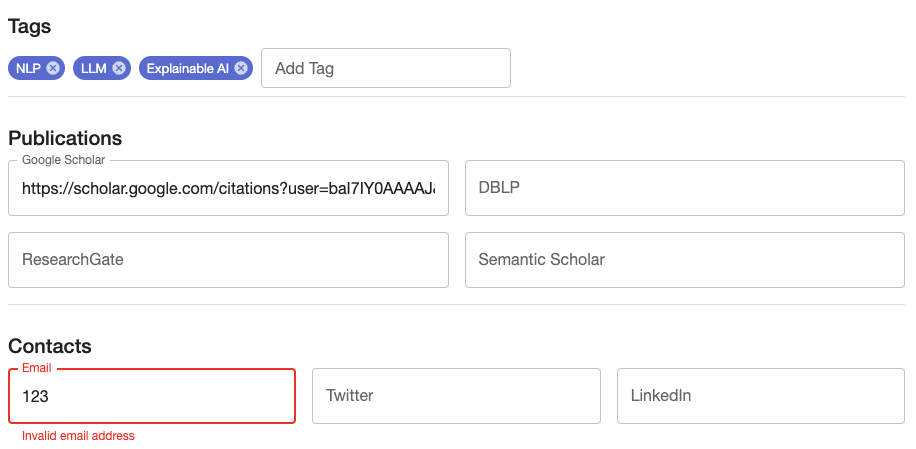 Tags
NLP LLM Explainable AI Add Tag
Publications
Google Scholar
https://scholar.google.com/citations?user= DBLP
ResearchGate Semantic Scholar
Contacts
Email
123 Twitter LinkedIn
Invalid email address